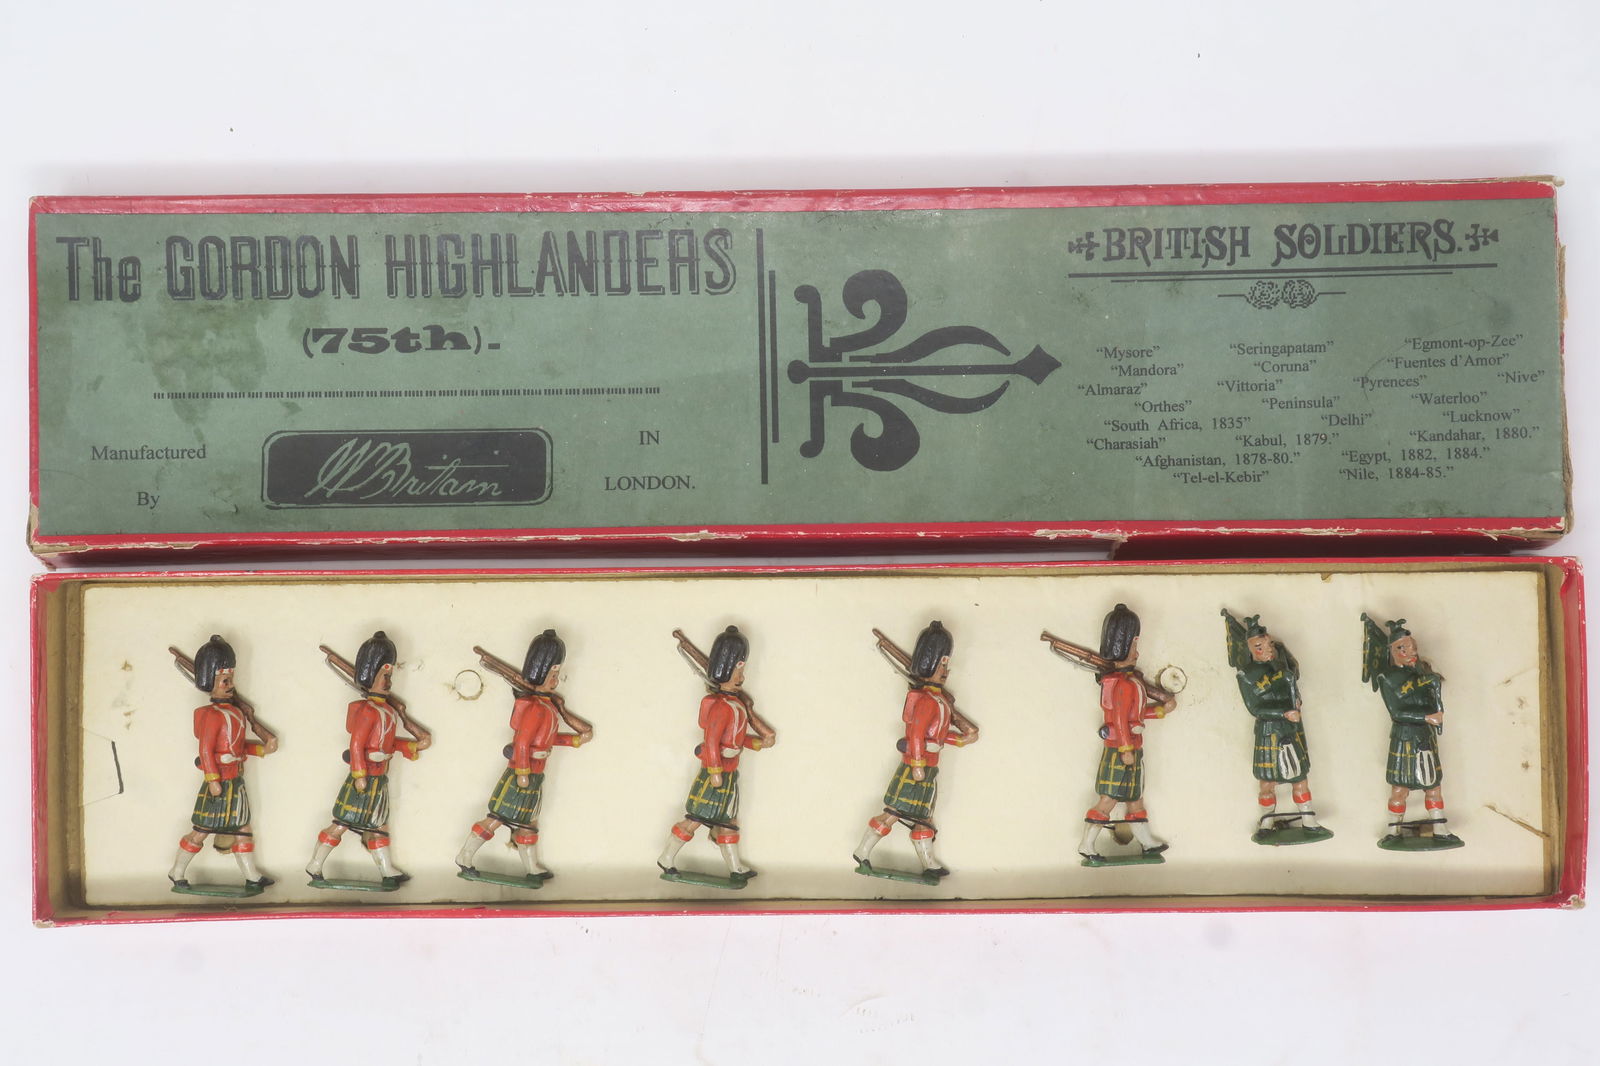 The GORDON HIGHLANDERS
(75th).
Manufactured
By
W Britain
IN
LONDON.
BRITISH SOLDIERS.
“Mysore” “Seringapatam” “Egmont-op-Zee”
“Mandora” “Coruna” “Fuentes d’Amor”
“Almaraz” “Vittoria” “Pyrences” “Nive”
“Orthes” “Peninsula” “Waterloo”
“South Africa, 1835” “Delhi” “Lucknow”
“Charasiah” “Kabul, 1879.” “Kandahar, 1880.”
“Afghanistan, 1878-80.” “Egypt, 1882, 1884.”
“Tel-el-Kebir” “Nile, 1884-85.”